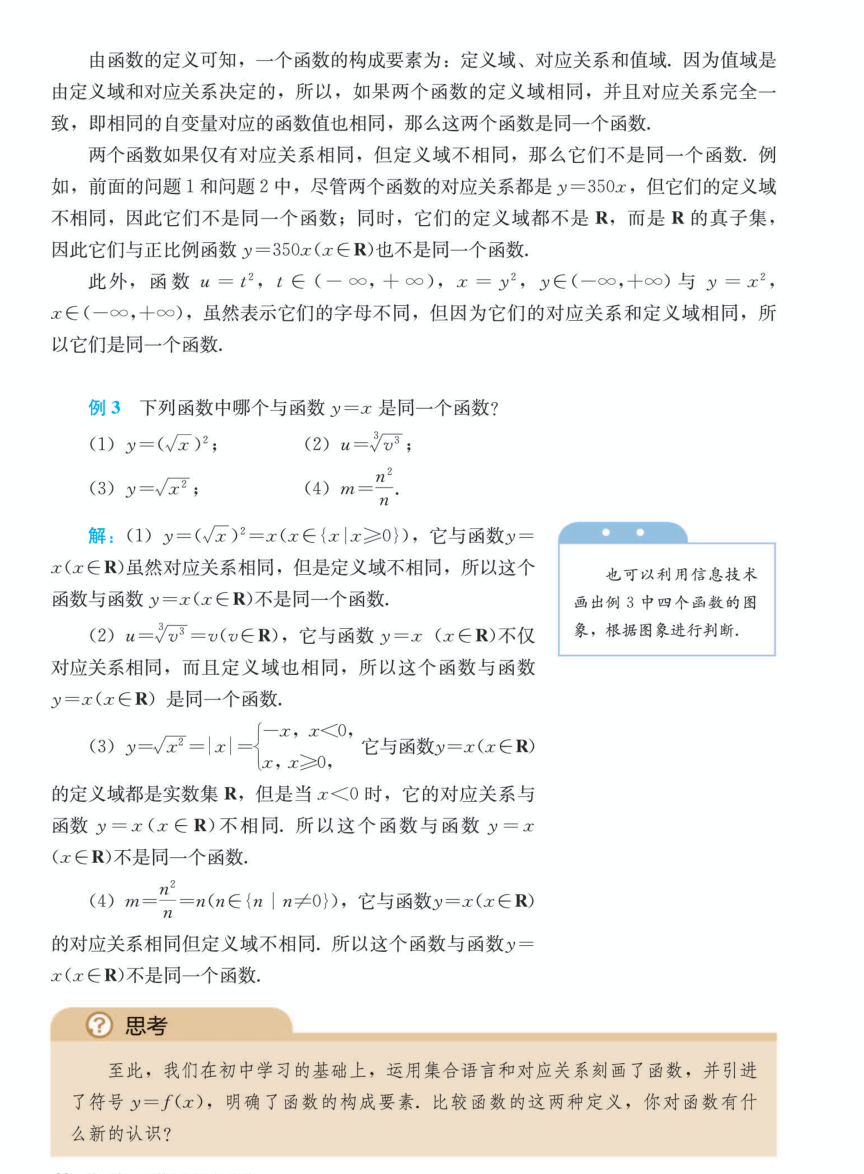 由函数的定义可知，一个函数的构成要素为：定义域、对应关系和值域. 因为值域是
由定义域和对应关系决定的，所以，如果两个函数的定义域相同，并且对应关系完全一
致，即相同的自变量对应的函数值也相同，那么这两个函数是同一个函数.
两个函数如果仅有对应关系相同，但定义域不相同，那么它们不是同一个函数. 例
如，前面的问题 1 和问题 2 中，尽管两个函数的对应关系都是 y=350x，但它们的定义域
不相同，因此它们不是同一个函数；同时，它们的定义域都不是 R，而是 R 的真子集，
因此它们与正比例函数 y=350x(x∈R)也不是同一个函数.
此外，函数 u=t²，t∈(-∞，+∞)，x=y²，y∈(-∞,+∞)与 y=x²，
x∈(-∞,+∞)，虽然表示它们的字母不同，但因为它们的对应关系和定义域相同，所
以它们是同一个函数.
例 3 下列函数中哪个与函数 y=x 是同一个函数？
(1) y=(√x)²； (2) u=∛v³；
(3) y=√x²； (4) m=n²/n.
解：(1) y=(√x)²=x(x∈{x|x≥0})，它与函数y=
x(x∈R)虽然对应关系相同，但是定义域不相同，所以这个
函数与函数 y=x(x∈R)不是同一个函数.
(2) u=∛v³=v(v∈R)，它与函数 y=x (x∈R)不仅
对应关系相同，而且定义域也相同，所以这个函数与函数
y=x(x∈R) 是同一个函数.
(3) y=√x²=|x|={-x，x<0，x，x≥0， 它与函数y=x(x∈R)
的定义域都是实数集 R，但是当 x<0 时，它的对应关系与
函数 y=x(x∈R)不相同. 所以这个函数与函数 y=x
(x∈R)不是同一个函数.
(4) m=n²/n=n(n∈{n|n≠0})，它与函数y=x(x∈R)
的对应关系相同但定义域不相同. 所以这个函数与函数y=
x(x∈R)不是同一个函数.
也可以利用信息技术
画出例 3 中四个函数的图
象，根据图象进行判断.
? 思考
至此，我们在初中学习的基础上，运用集合语言和对应关系刻画了函数，并引进
了符号 y=f(x)，明确了函数的构成要素. 比较函数的这两种定义，你对函数有什
么新的认识？